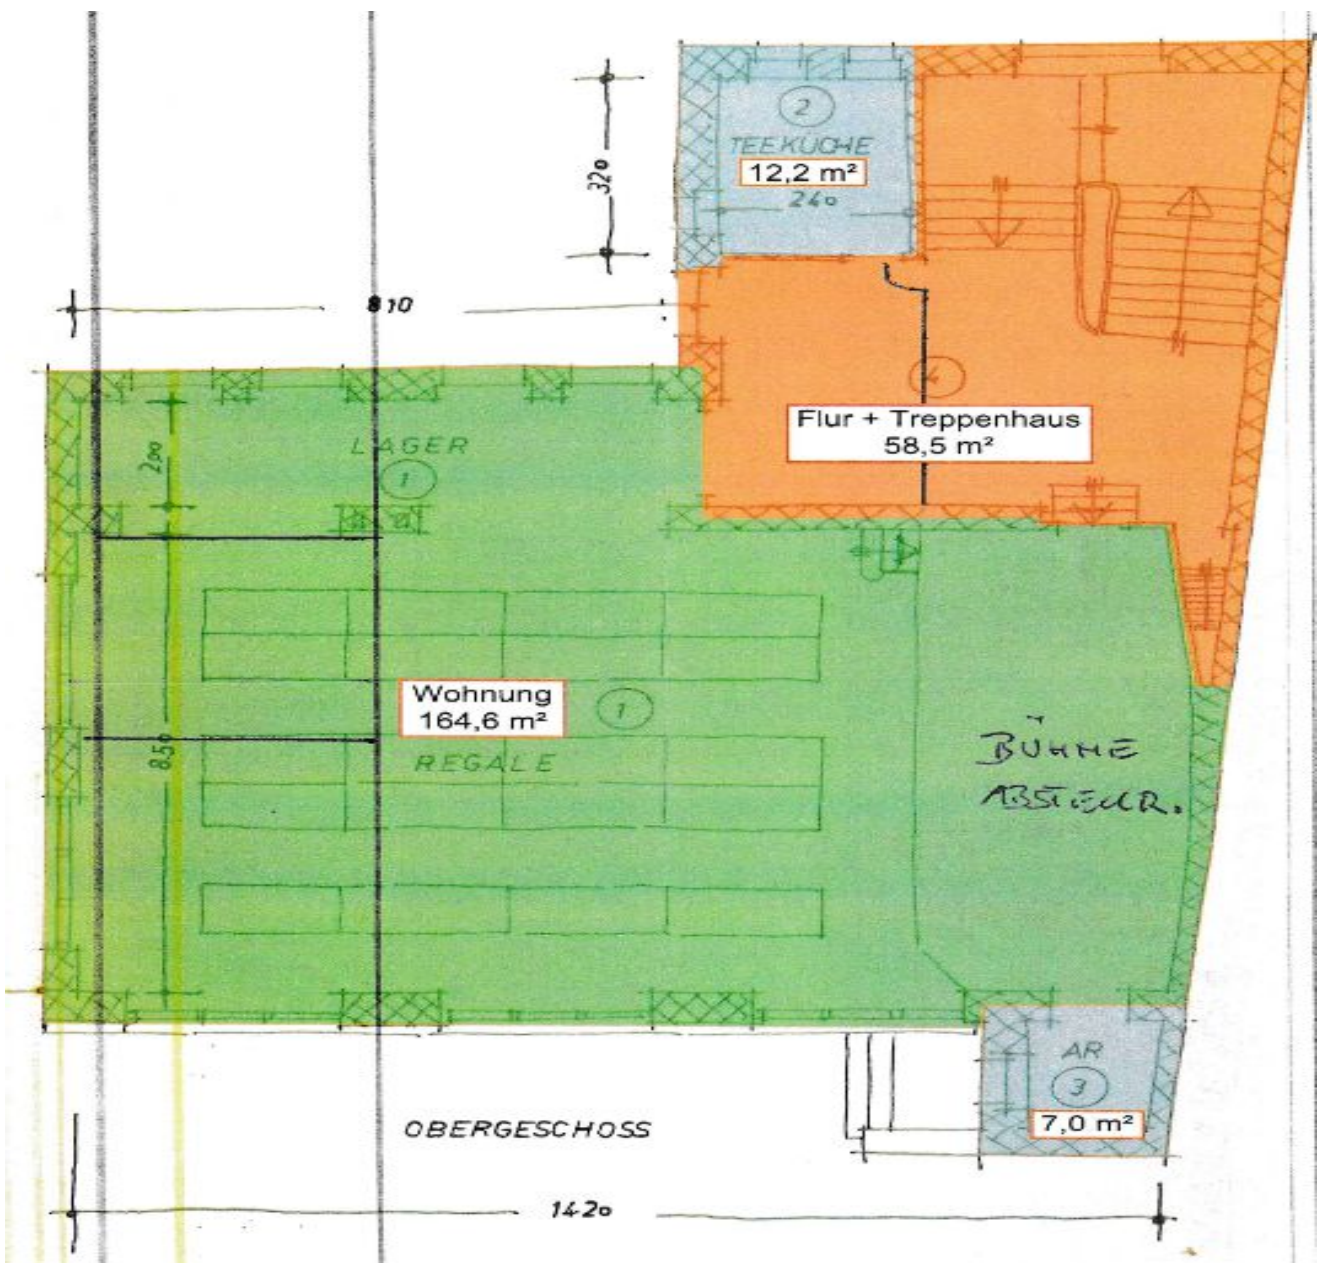 2
TEEKÜCHE
12,2 m²
240
320
810
4
Flur + Treppenhaus
58,5 m²
LAGER
1
200
Wohnung
164,6 m²
1
REGALE
850
BÜHNE
ABSTELLR.
AR
3
7,0 m²
OBERGESCHOSS
1420